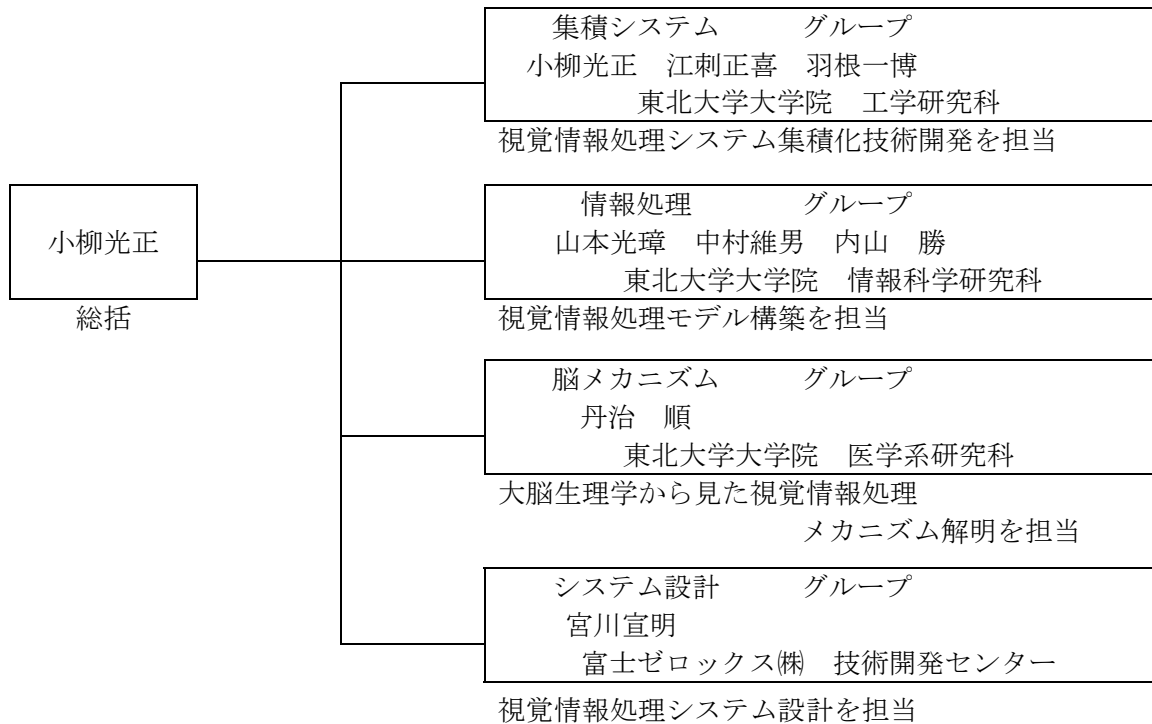 小柳光正
総括
集積システム　グループ
小柳光正　江刺正喜　羽根一博
東北大学大学院　工学研究科
視覚情報処理システム集積化技術開発を担当
情報処理　グループ
山本光璋　中村維男　内山　勝
東北大学大学院　情報科学研究科
視覚情報処理モデル構築を担当
脳メカニズム　グループ
丹治　順
東北大学大学院　医学系研究科
大脳生理学から見た視覚情報処理
メカニズム解明を担当
システム設計　グループ
宮川宣明
富士ゼロックス㈱　技術開発センター
視覚情報処理システム設計を担当